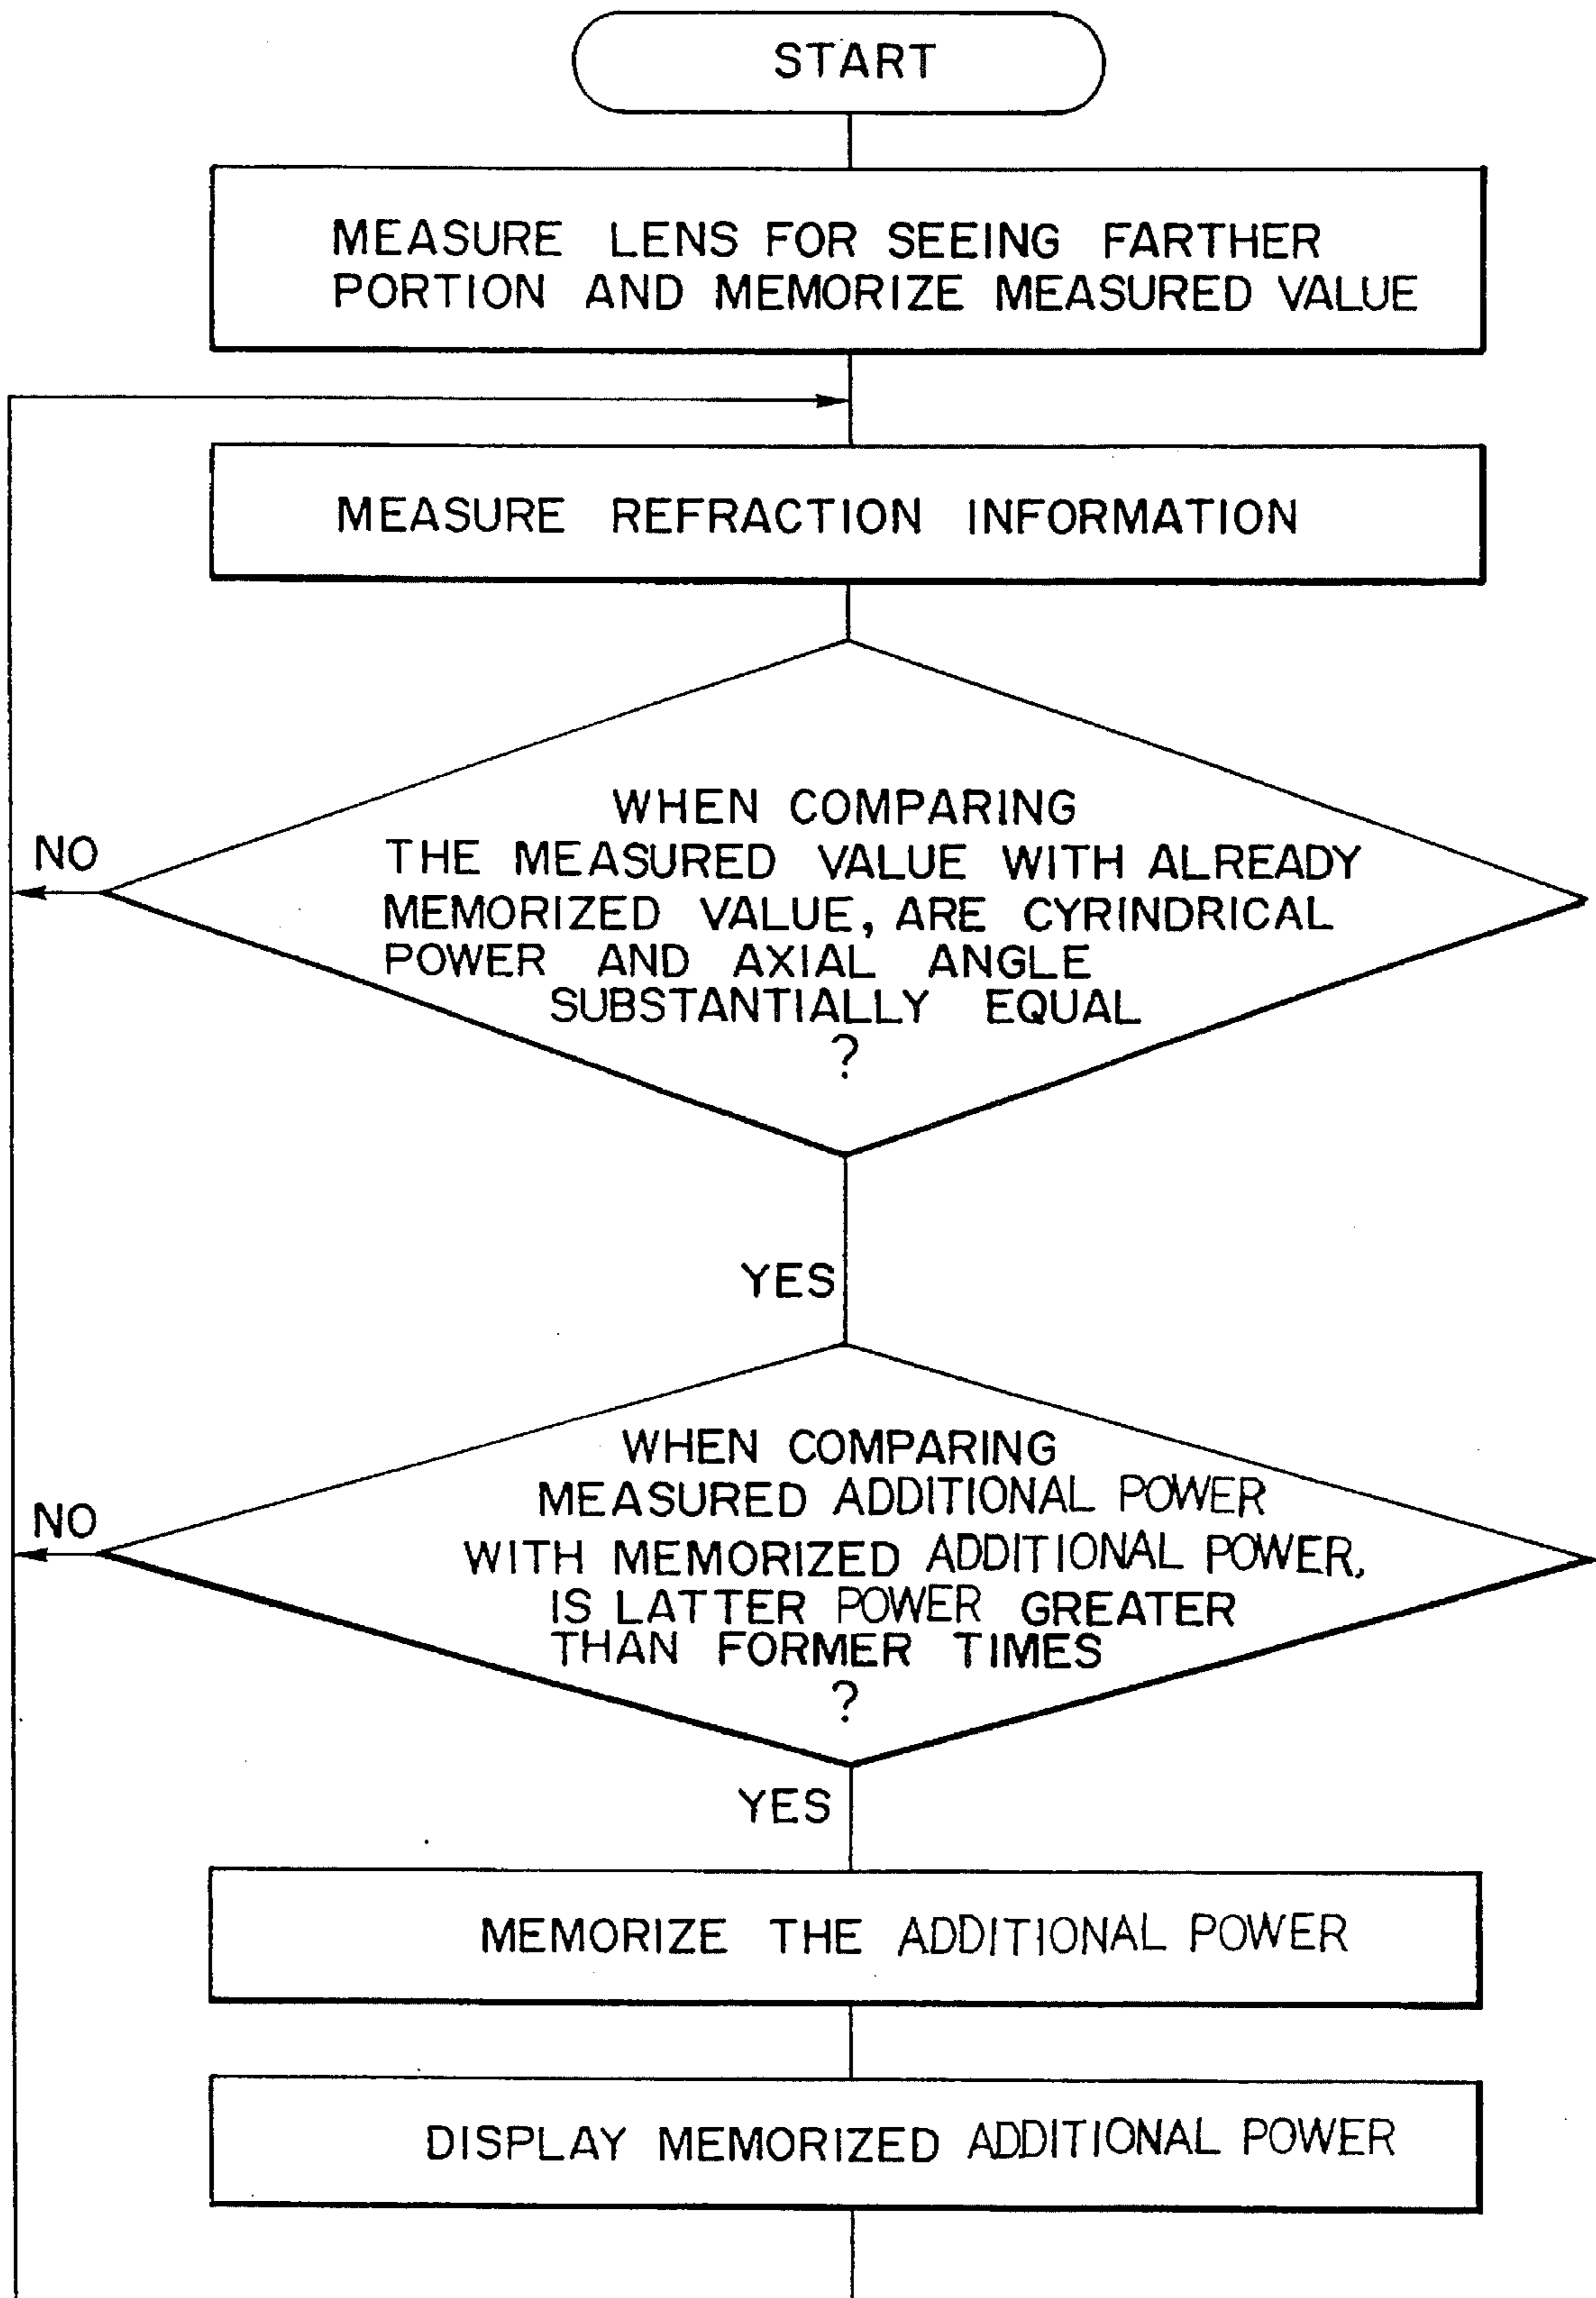 START
MEASURE LENS FOR SEEING FARTHER
PORTION AND MEMORIZE MEASURED VALUE
MEASURE REFRACTION INFORMATION
WHEN COMPARING
THE MEASURED VALUE WITH ALREADY
MEMORIZED VALUE, ARE CYRINDRICAL
POWER AND AXIAL ANGLE
SUBSTANTIALLY EQUAL
?
NO
YES
WHEN COMPARING
MEASURED ADDITIONAL POWER
WITH MEMORIZED ADDITIONAL POWER,
IS LATTER POWER GREATER
THAN FORMER TIMES
?
NO
YES
MEMORIZE THE ADDITIONAL POWER
DISPLAY MEMORIZED ADDITIONAL POWER